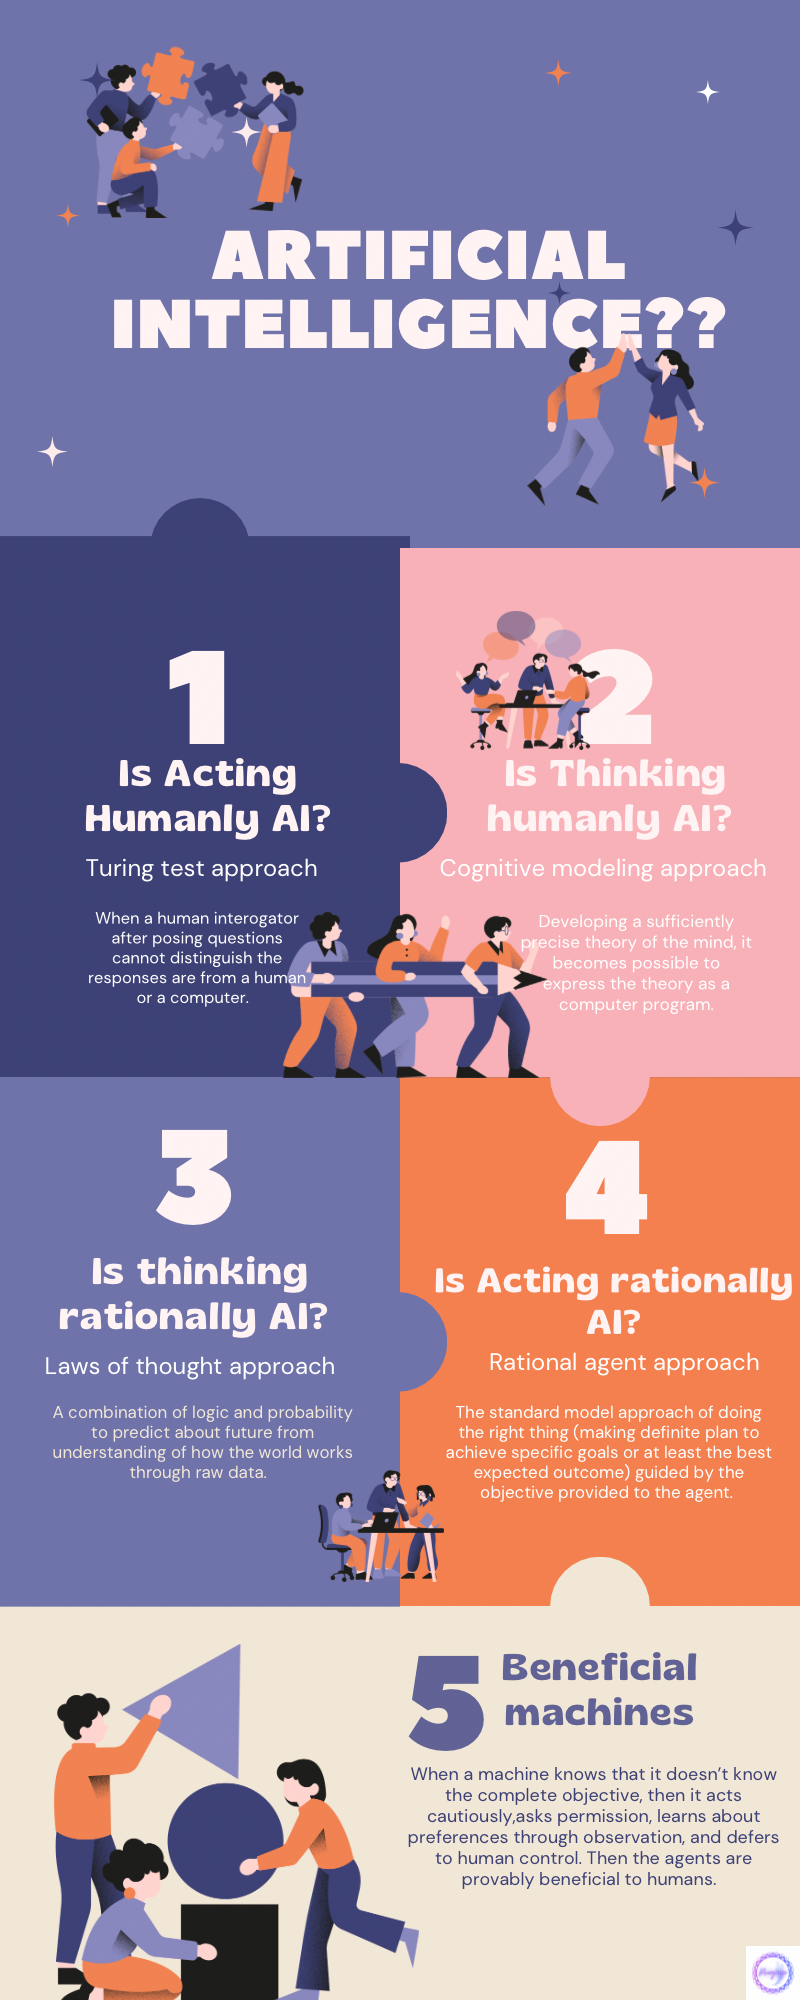 ARTIFICIAL
INTELLIGENCE??
1
Is Acting
Humanly AI?
Turing test approach
When a human interogator
after posing questions
cannot distinguish the
responses are from a human
or a computer.
2
Is Thinking
humanly AI?
Cognitive modeling approach
Developing a sufficiently
precise theory of the mind, it
becomes possible to
express the theory as a
computer program.
3
Is thinking
rationally AI?
Laws of thought approach
A combination of logic and probability
to predict about future from
understanding of how the world works
through raw data.
4
Is Acting rationally
AI?
Rational agent approach
The standard model approach of doing
the right thing (making definite plan to
achieve specific goals or at least the best
expected outcome) guided by the
objective provided to the agent.
5
Beneficial
machines
When a machine knows that it doesn’t know
the complete objective, then it acts
cautiously,asks permission, learns about
preferences through observation, and defers
to human control. Then the agents are
provably beneficial to humans.